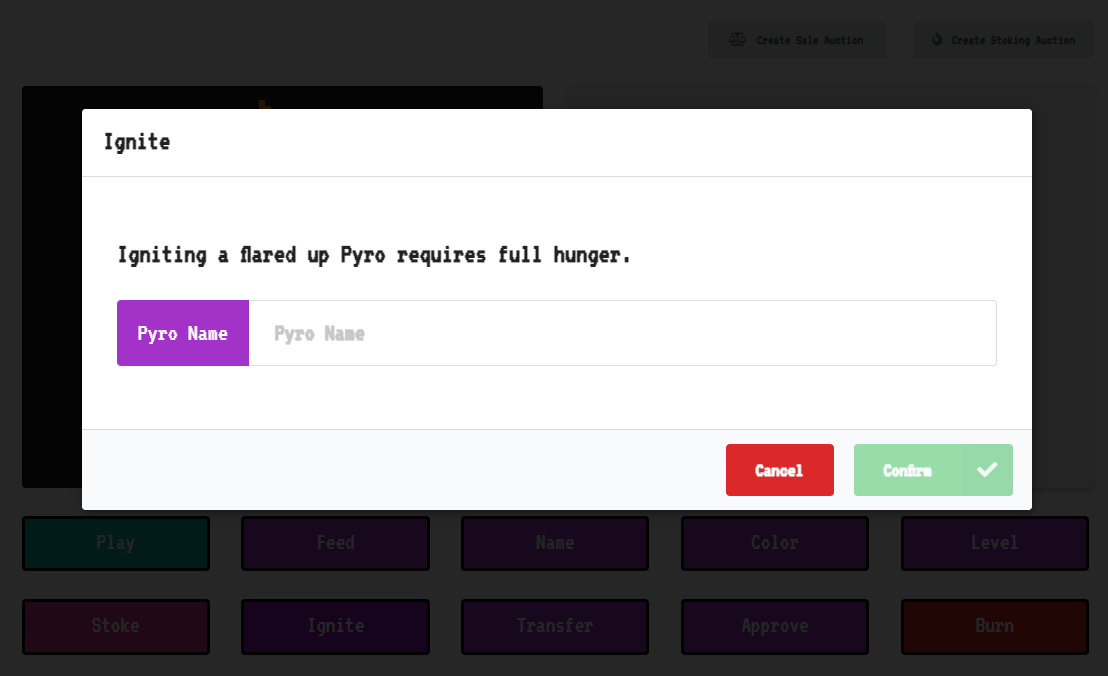 Create Sale Auction
Create Stoking Auction
Ignite
Igniting a flared up Pyro requires full hunger.
Pyro Name
Pyro Name
Cancel
Confirm
Play
Feed
Name
Color
Level
Stoke
Ignite
Transfer
Approve
Burn